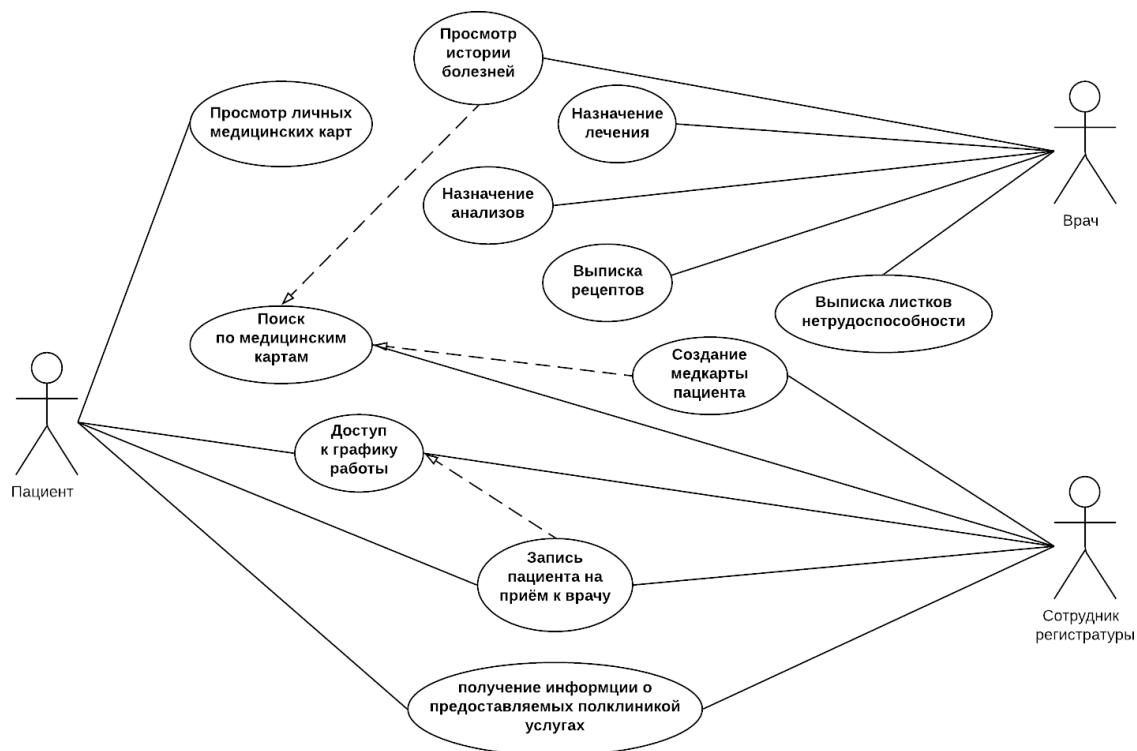 Просмотр
истории
болезней
Просмотр личных
медицинских карт
Назначение
лечения
Назначение
анализов
Врач
Выписка
рецептов
Выписка листков
нетрудоспособности
Поиск
по медицинским
картам
Создание
медкарты
пациента
Доступ
к графику
работы
Пациент
Запись
пациента на
приём к врачу
Сотрудник
регистратуры
получение информции о
предоставляемых полклиникой
услугах